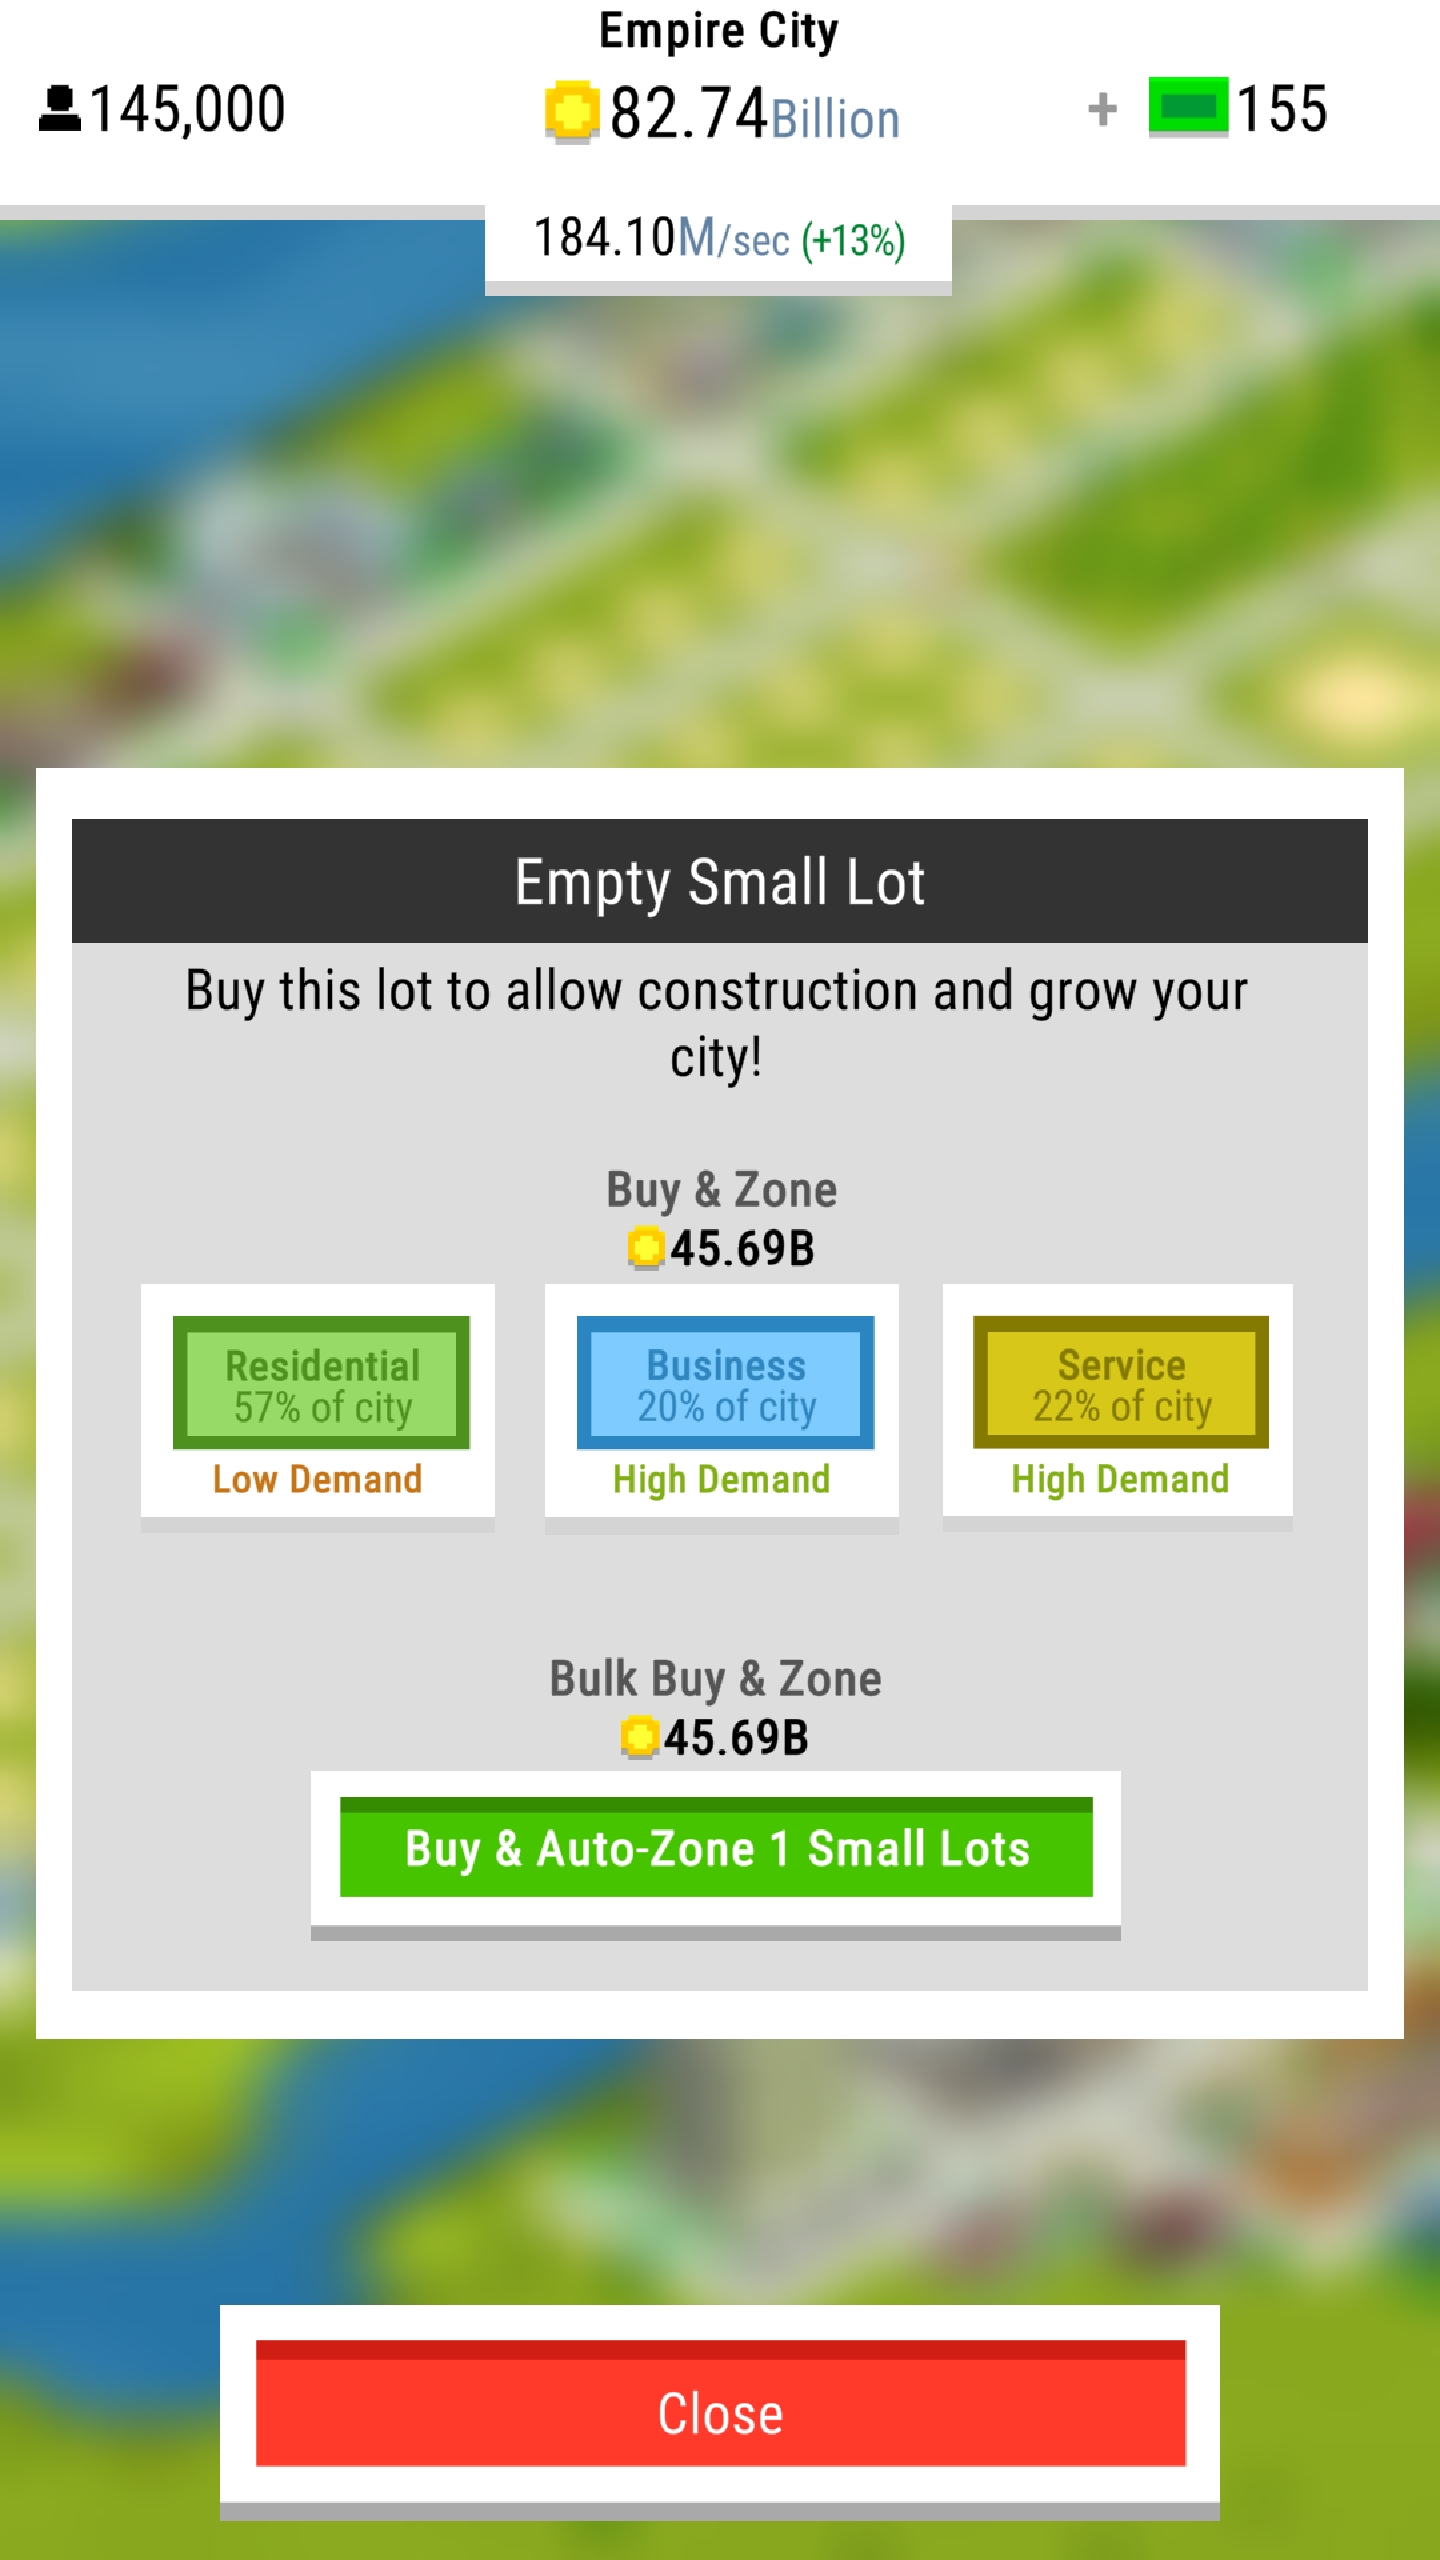 Empire City
145,000
82.74Billion
+ 155
184.10M/sec (+13%)
Empty Small Lot
Buy this lot to allow construction and grow your
city!
Buy & Zone
45.69B
Residential
57% of city
Low Demand
Business
20% of city
High Demand
Service
22% of city
High Demand
Bulk Buy & Zone
45.69B
Buy & Auto-Zone 1 Small Lots
Close